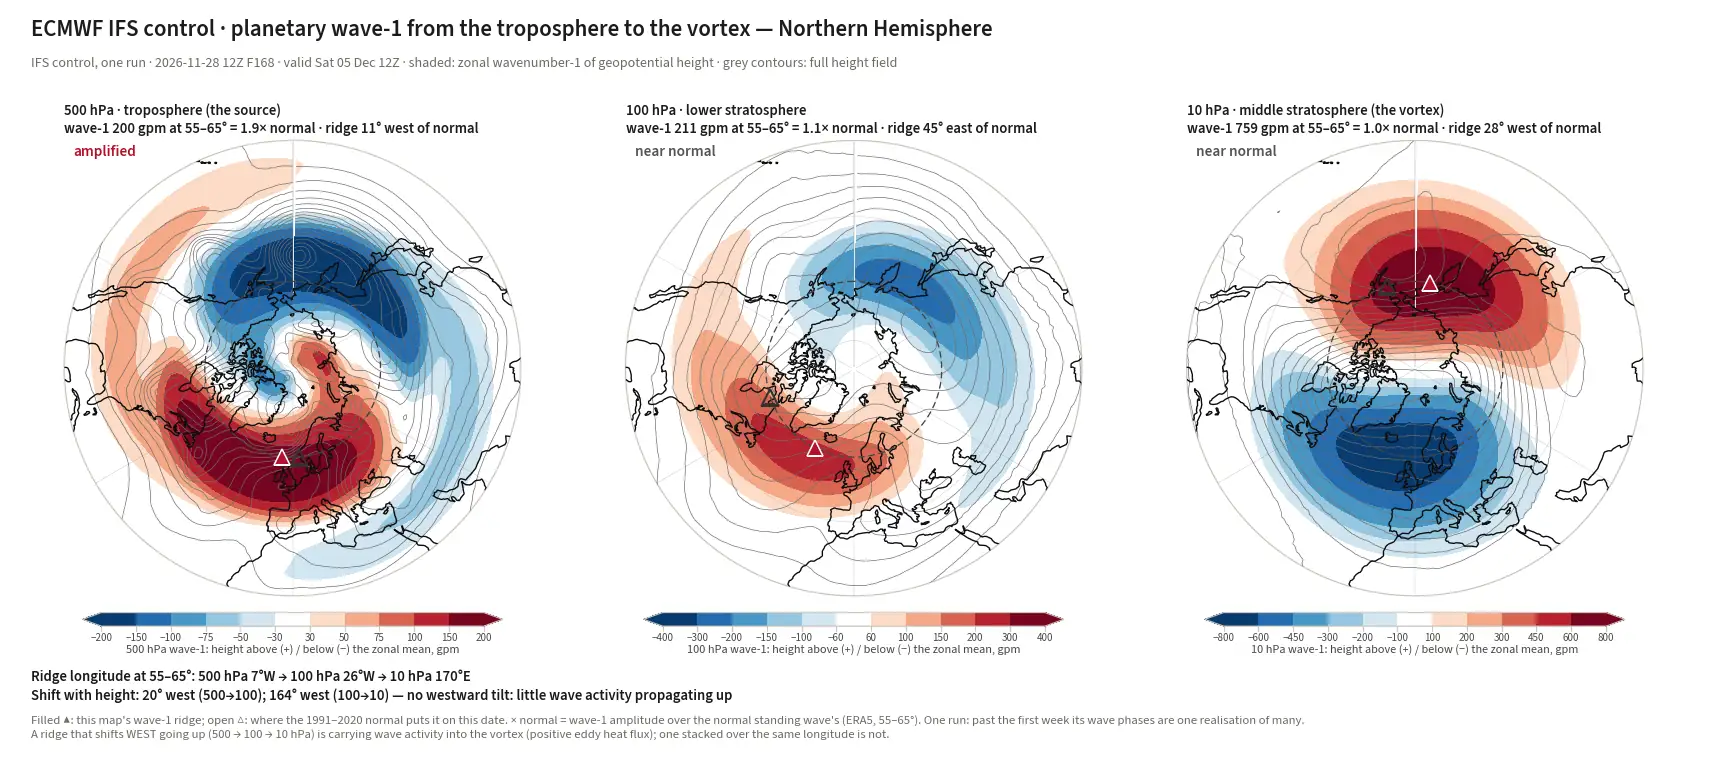 ECMWF IFS control · planetary wave-1 from the troposphere to the vortex — Northern Hemisphere
IFS control, one run · 2026-11-28 12Z F168 · valid Sat 05 Dec 12Z · shaded: zonal wavenumber-1 of geopotential height · grey contours: full height field
500 hPa · troposphere (the source)
wave-1 200 gpm at 55–65° = 1.9× normal · ridge 11° west of normal
amplified
100 hPa · lower stratosphere
wave-1 211 gpm at 55–65° = 1.1× normal · ridge 45° east of normal
near normal
10 hPa · middle stratosphere (the vortex)
wave-1 759 gpm at 55–65° = 1.0× normal · ridge 28° west of normal
near normal
−200 −150 −100 −75 −50 −30 30 50 75 100 150 200
500 hPa wave-1: height above (+) / below (−) the zonal mean, gpm
−400 −300 −200 −150 −100 −60 60 100 150 200 300 400
100 hPa wave-1: height above (+) / below (−) the zonal mean, gpm
−800 −600 −450 −300 −200 −100 100 200 300 450 600 800
10 hPa wave-1: height above (+) / below (−) the zonal mean, gpm
Ridge longitude at 55–65°: 500 hPa 7°W → 100 hPa 26°W → 10 hPa 170°E
Shift with height: 20° west (500→100); 164° west (100→10) — no westward tilt: little wave activity propagating up
Filled ▲: this map's wave-1 ridge; open △: where the 1991–2020 normal puts it on this date. × normal = wave-1 amplitude over the normal standing wave's (ERA5, 55–65°). One run: past the first week its wave phases are one realisation of many.
A ridge that shifts WEST going up (500 → 100 → 10 hPa) is carrying wave activity into the vortex (positive eddy heat flux); one stacked over the same longitude is not.